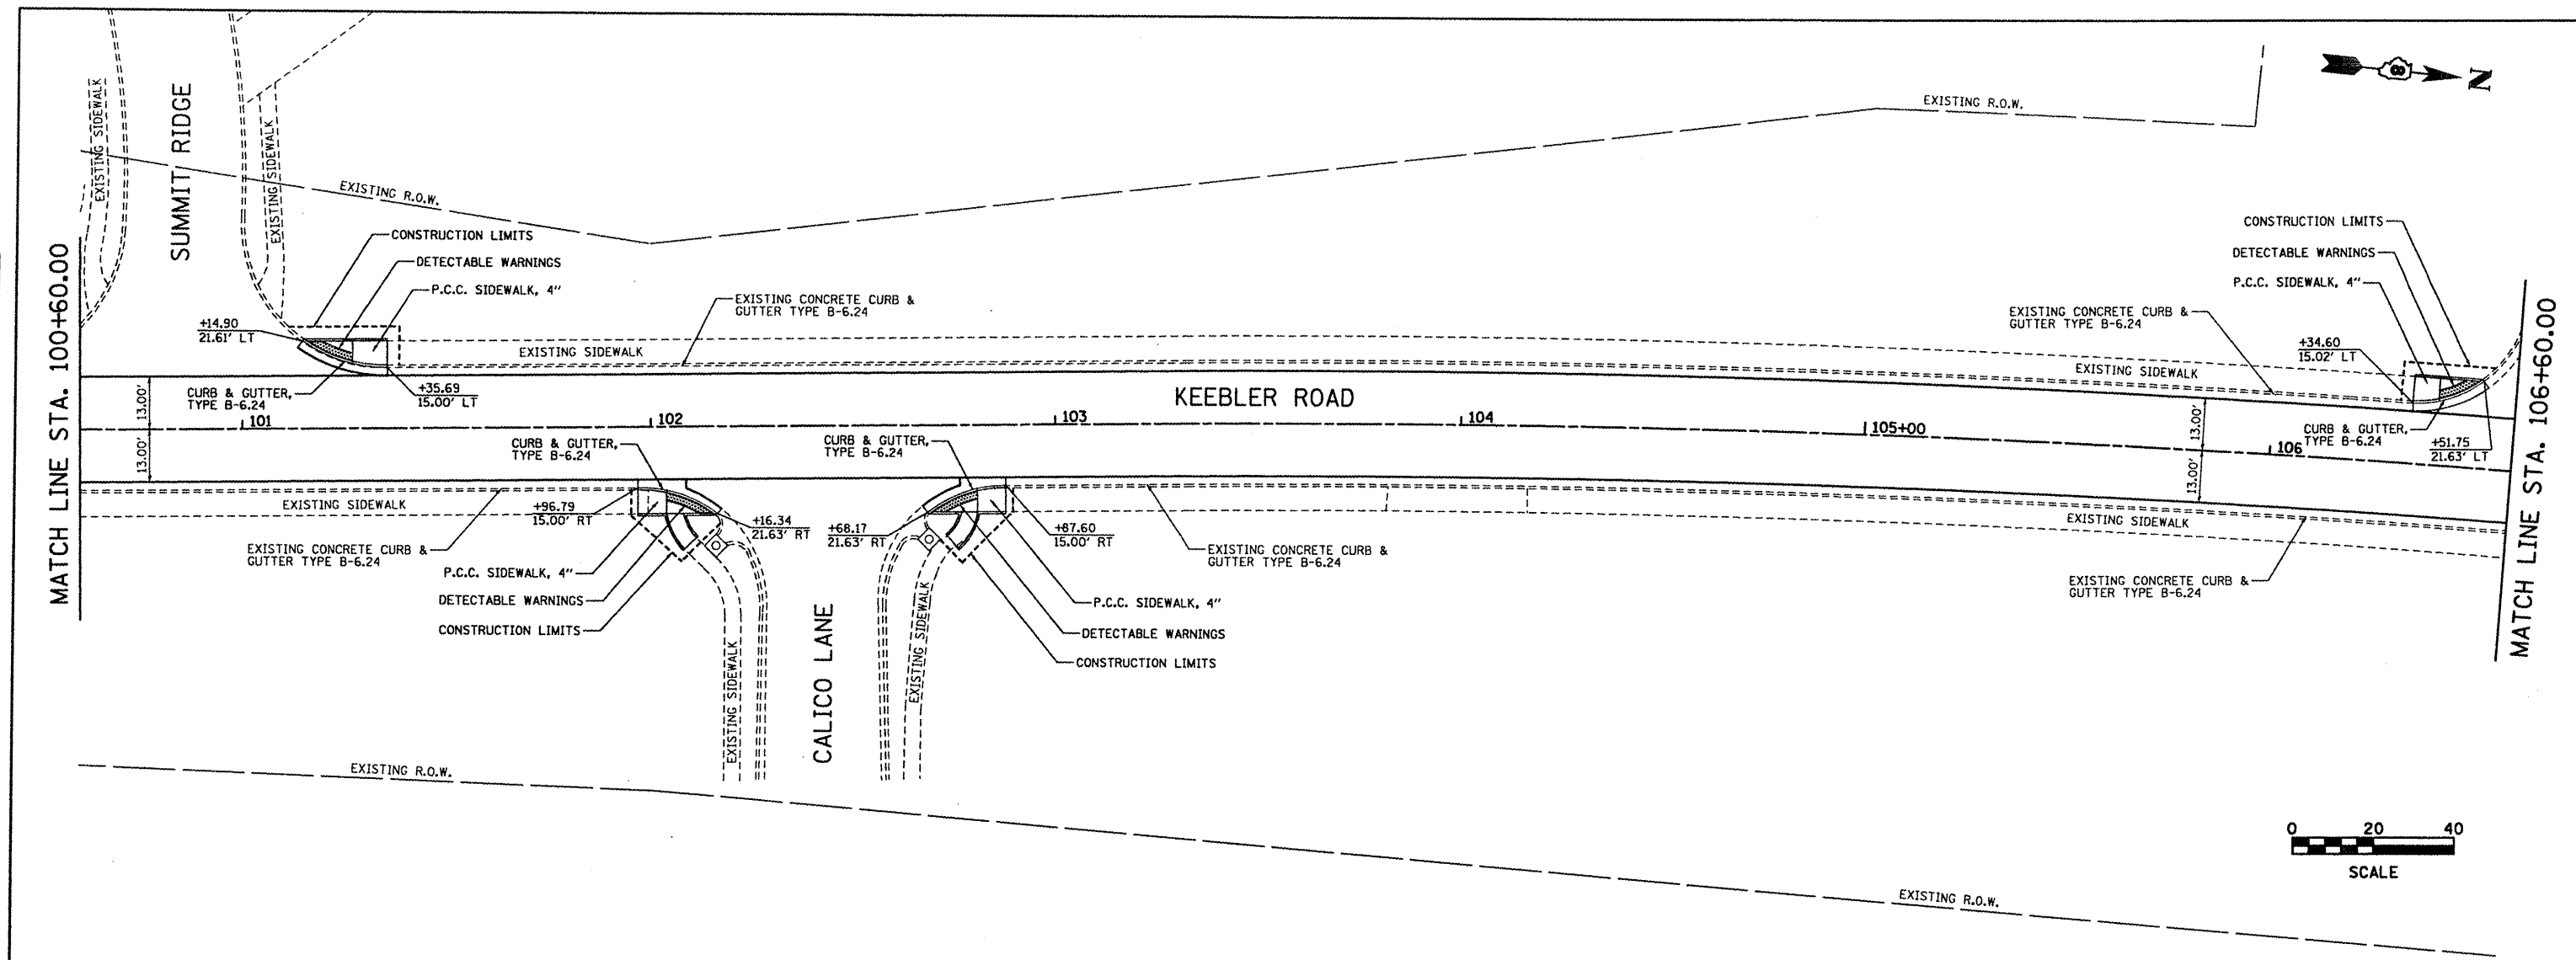 EXISTING SIDEWALK
SUMMIT RIDGE
EXISTING SIDEWALK
EXISTING R.O.W.
EXISTING R.O.W.
N
MATCH LINE STA. 100+60.00
CONSTRUCTION LIMITS
DETECTABLE WARNINGS
P.C.C. SIDEWALK, 4"
+14.90
21.61' LT
EXISTING CONCRETE CURB &
GUTTER TYPE B-6.24
EXISTING SIDEWALK
CURB & GUTTER,
TYPE B-6.24
+35.69
15.00' LT
CONSTRUCTION LIMITS
DETECTABLE WARNINGS
P.C.C. SIDEWALK, 4"
EXISTING CONCRETE CURB &
GUTTER TYPE B-6.24
+34.60
15.02' LT
EXISTING SIDEWALK
CURB & GUTTER,
TYPE B-6.24
+51.75
21.63' LT
MATCH LINE STA. 106+60.00
KEEBLER ROAD
13.00'
13.00'
101
102
103
104
105+00
106
13.00'
13.00'
CURB & GUTTER,
TYPE B-6.24
CURB & GUTTER,
TYPE B-6.24
EXISTING SIDEWALK
+96.79
15.00' RT
+16.34
21.63' RT
+68.17
21.63' RT
+87.60
15.00' RT
EXISTING SIDEWALK
EXISTING CONCRETE CURB &
GUTTER TYPE B-6.24
P.C.C. SIDEWALK, 4"
DETECTABLE WARNINGS
CONSTRUCTION LIMITS
EXISTING CONCRETE CURB &
GUTTER TYPE B-6.24
P.C.C. SIDEWALK, 4"
DETECTABLE WARNINGS
CONSTRUCTION LIMITS
EXISTING CONCRETE CURB &
GUTTER TYPE B-6.24
EXISTING SIDEWALK
CALICO LANE
EXISTING SIDEWALK
EXISTING R.O.W.
EXISTING R.O.W.
0 20 40
SCALE